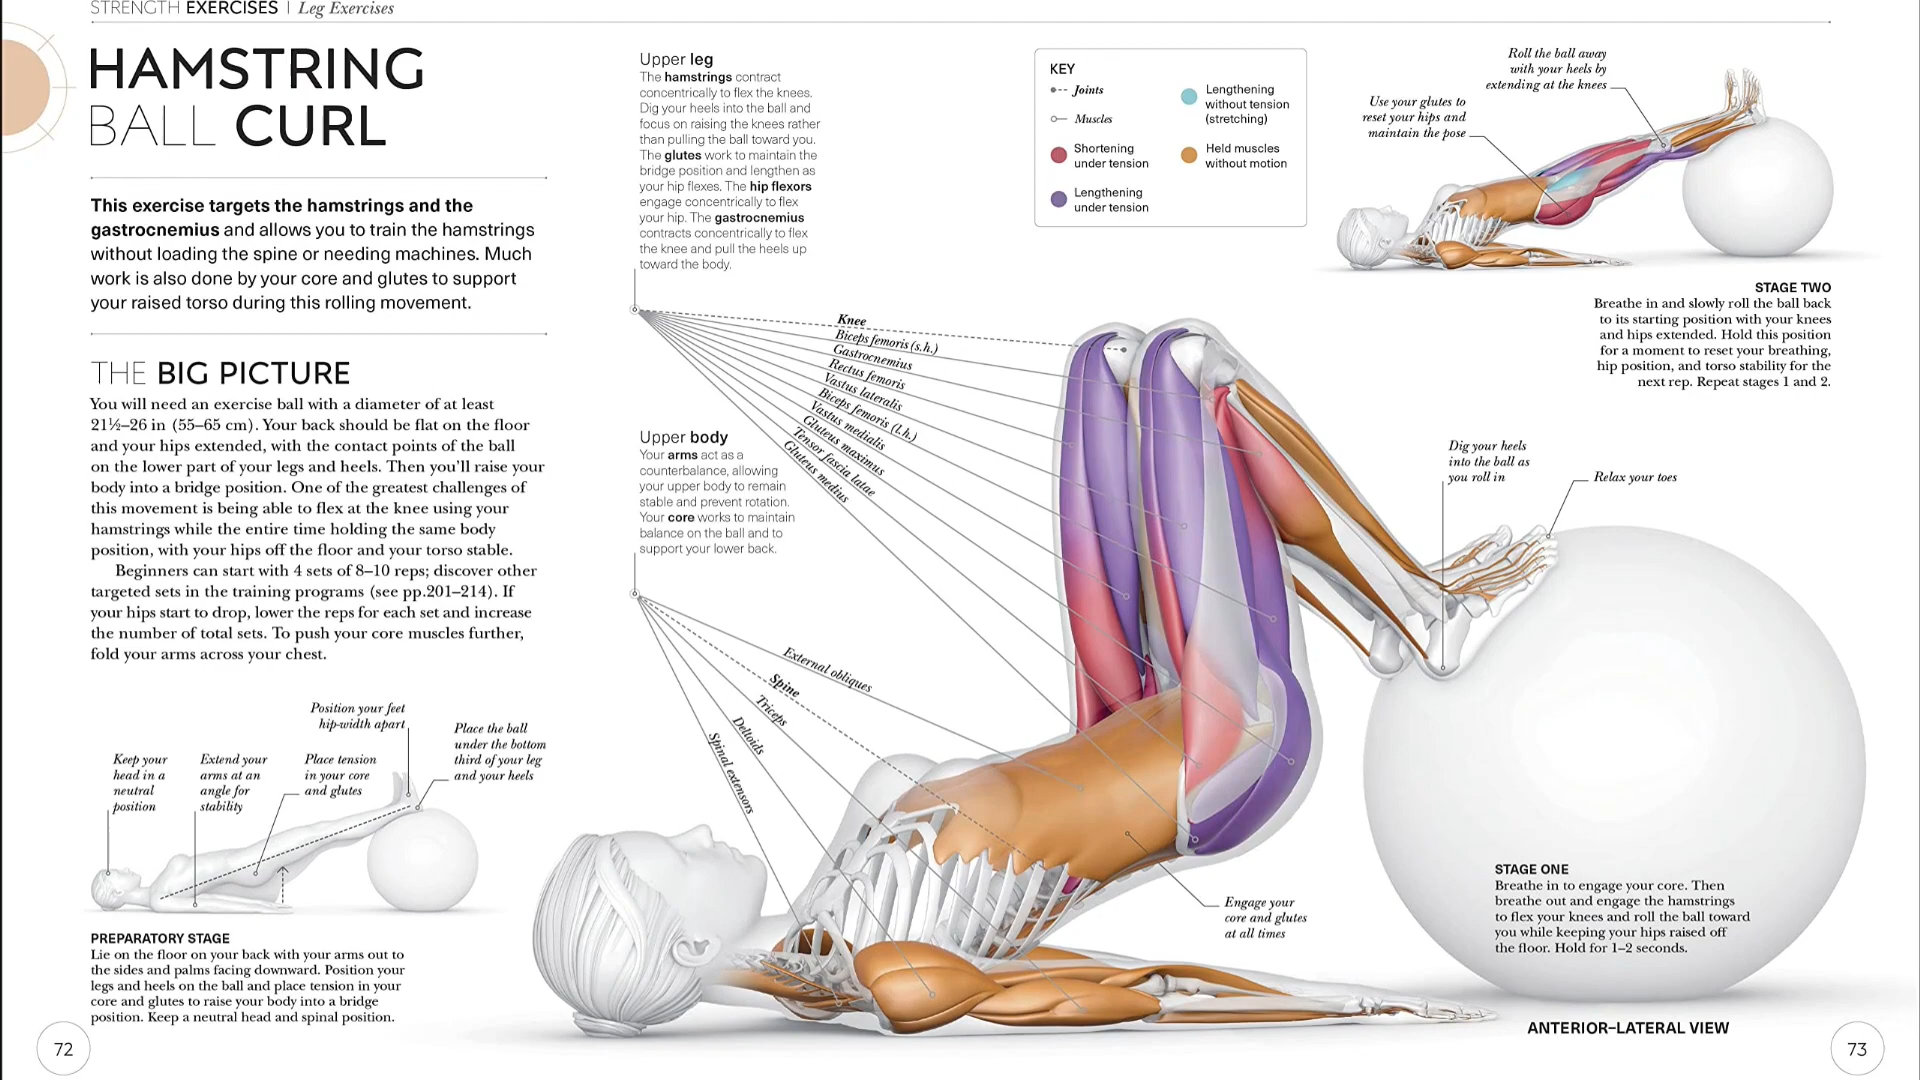 STRENGTH EXERCISES | Leg Exercises
HAMSTRING
BALL CURL
This exercise targets the hamstrings and the
gastrocnemius and allows you to train the hamstrings
without loading the spine or needing machines. Much
work is also done by your core and glutes to support
your raised torso during this rolling movement.
THE BIG PICTURE
You will need an exercise ball with a diameter of at least
21½–26 in (55–65 cm). Your back should be flat on the floor
and your hips extended, with the contact points of the ball
on the lower part of your legs and heels. Then you’ll raise your
body into a bridge position. One of the greatest challenges of
this movement is being able to flex at the knee using your
hamstrings while the entire time holding the same body
position, with your hips off the floor and your torso stable.
Beginners can start with 4 sets of 8–10 reps; discover other
targeted sets in the training programs (see pp.201–214). If
your hips start to drop, lower the reps for each set and increase
the number of total sets. To push your core muscles further,
fold your arms across your chest.
Keep your
head in a
neutral
position
Extend your
arms at an
angle for
stability
Place tension
in your core
and glutes
Position your feet
hip-width apart
Place the ball
under the bottom
third of your leg
and your heels
PREPARATORY STAGE
Lie on the floor on your back with your arms out to
the sides and palms facing downward. Position your
legs and heels on the ball and place tension in your
core and glutes to raise your body into a bridge
position. Keep a neutral head and spinal position.
72
Upper leg
The hamstrings contract
concentrically to flex the knees.
Dig your heels into the ball and
focus on raising the knees rather
than pulling the ball toward you.
The glutes work to maintain the
bridge position and lengthen as
your hip flexes. The hip flexors
engage concentrically to flex
your hip. The gastrocnemius
contracts concentrically to flex
the knee and pull the heels up
toward the body.
Knee
Biceps femoris (s.h.)
Gastrocnemius
Rectus femoris
Vastus lateralis
Biceps femoris (l.h.)
Vastus medialis
Gluteus maximus
Tensor fascia latae
Gluteus medius
Upper body
Your arms act as a
counterbalance, allowing
your upper body to remain
stable and prevent rotation.
Your core works to maintain
balance on the ball and to
support your lower back.
External obliques
Spine
Triceps
Deltoids
Spinal extensors
KEY
Joints
Muscles
Shortening
under tension
Lengthening
under tension
Lengthening
without tension
(stretching)
Held muscles
without motion
Roll the ball away
with your heels by
extending at the knees
Use your glutes to
reset your hips and
maintain the pose
STAGE TWO
Breathe in and slowly roll the ball back
to its starting position with your knees
and hips extended. Hold this position
for a moment to reset your breathing,
hip position, and torso stability for the
next rep. Repeat stages 1 and 2.
Dig your heels
into the ball as
you roll in
Relax your toes
Engage your
core and glutes
at all times
STAGE ONE
Breathe in to engage your core. Then
breathe out and engage the hamstrings
to flex your knees and roll the ball toward
you while keeping your hips raised off
the floor. Hold for 1–2 seconds.
ANTERIOR–LATERAL VIEW
73